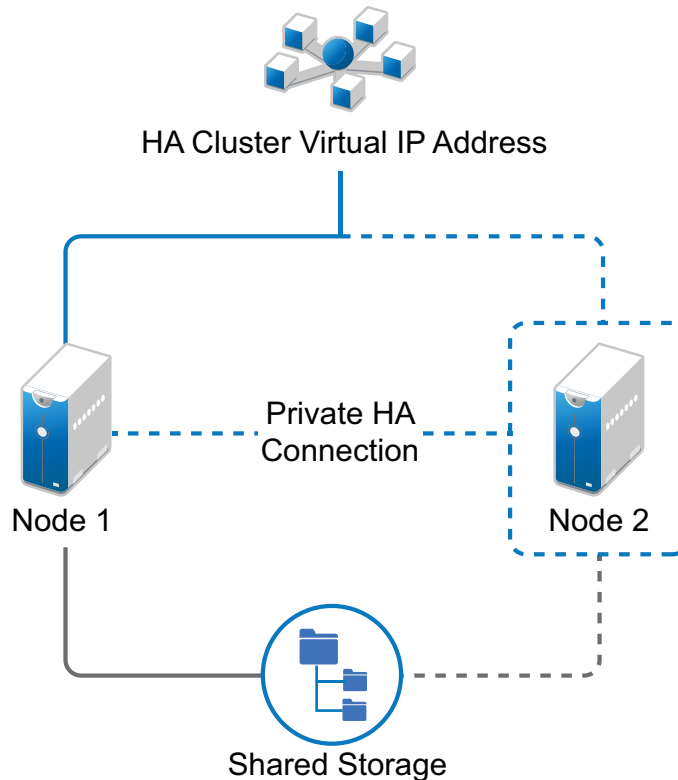 HA Cluster Virtual IP Address
Private HA
Connection
Node 1
Node 2
Shared Storage